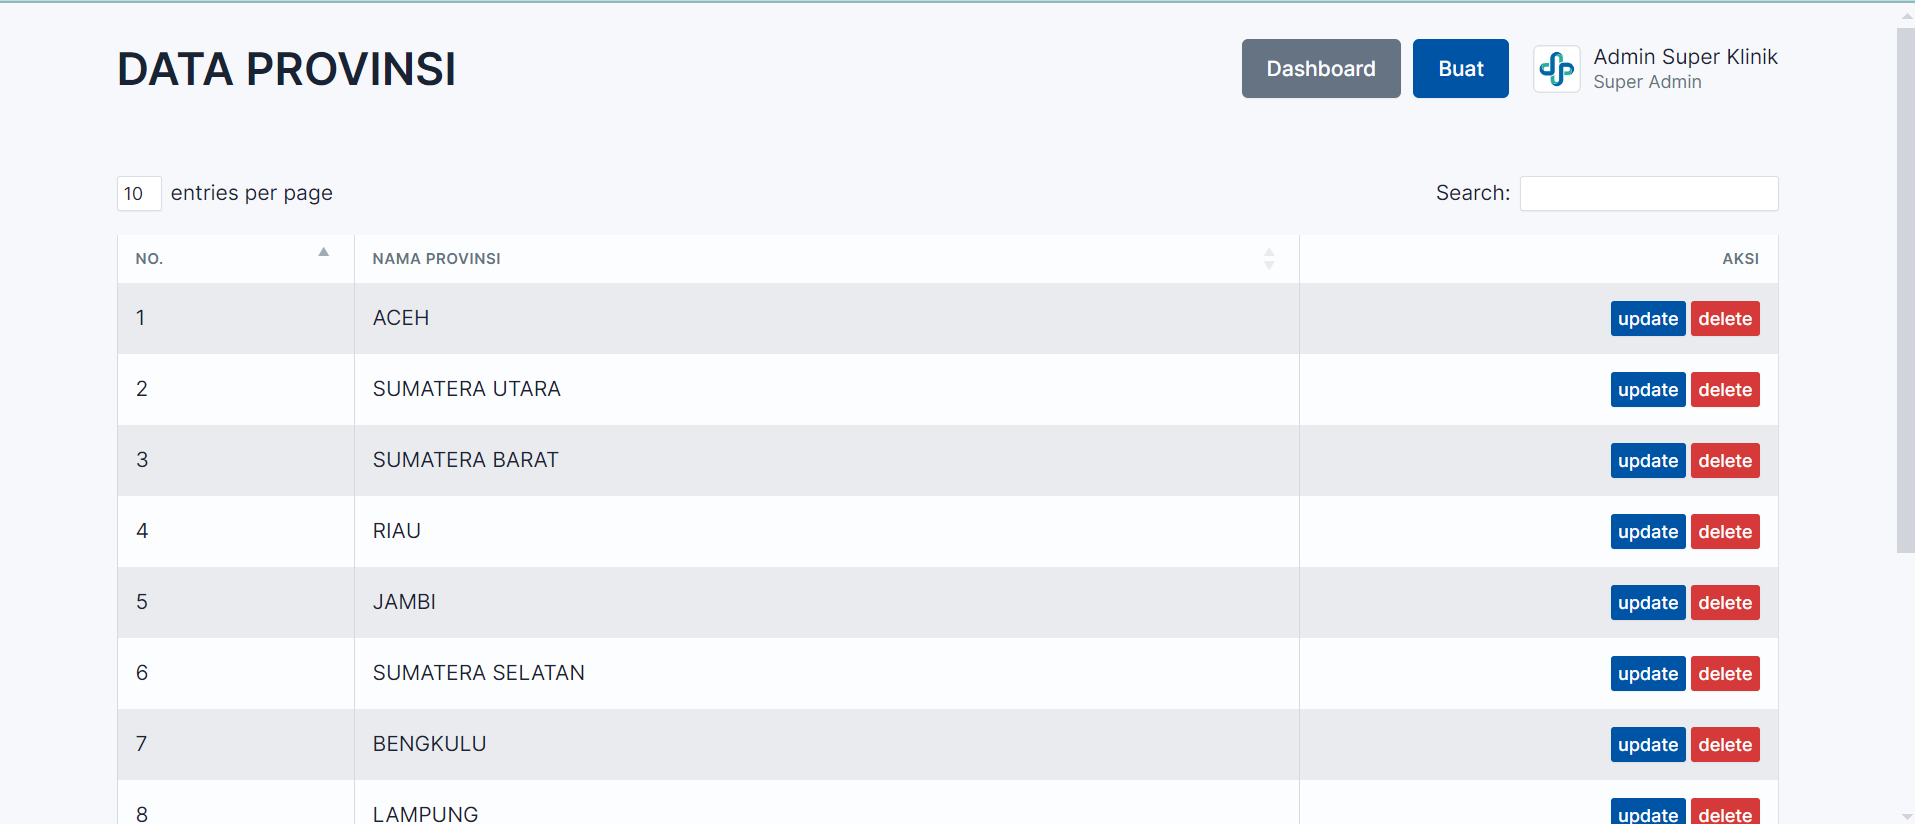 DATA PROVINSI
Dashboard
Buat
Admin Super Klinik
Super Admin
10 entries per page
Search:
NO. NAMA PROVINSI AKSI
1 ACEH update delete
2 SUMATERA UTARA update delete
3 SUMATERA BARAT update delete
4 RIAU update delete
5 JAMBI update delete
6 SUMATERA SELATAN update delete
7 BENGKULU update delete
8 LAMPUNG update delete